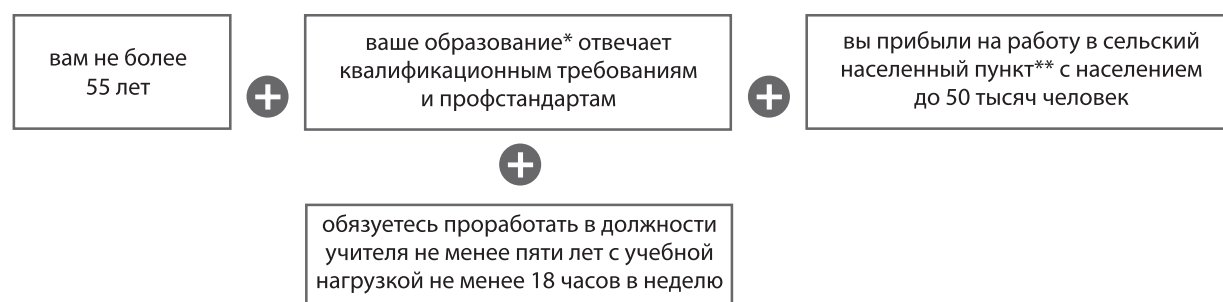 вам не более
55 лет
ваше образование* отвечает
квалификационным требованиям
и профстандартам
вы прибыли на работу в сельский
населенный пункт** с населением
до 50 тысяч человек
обязуетесь проработать в должности
учителя не менее пяти лет с учебной
нагрузкой не менее 18 часов в неделю